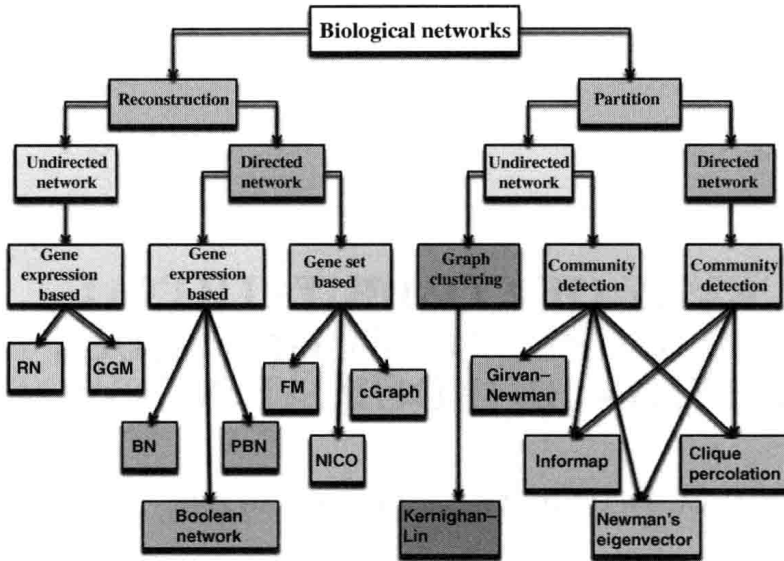 Biological networks
Reconstruction
Partition
Undirected
network
Directed
network
Undirected
network
Directed
network
Gene
expression
based
Gene
expression
based
Gene set
based
Graph
clustering
Community
detection
Community
detection
RN
GGM
FM
cGraph
Girvan–
Newman
BN
PBN
NICO
Informap
Clique
percolation
Boolean
network
Kernighan–
Lin
Newman's
eigenvector